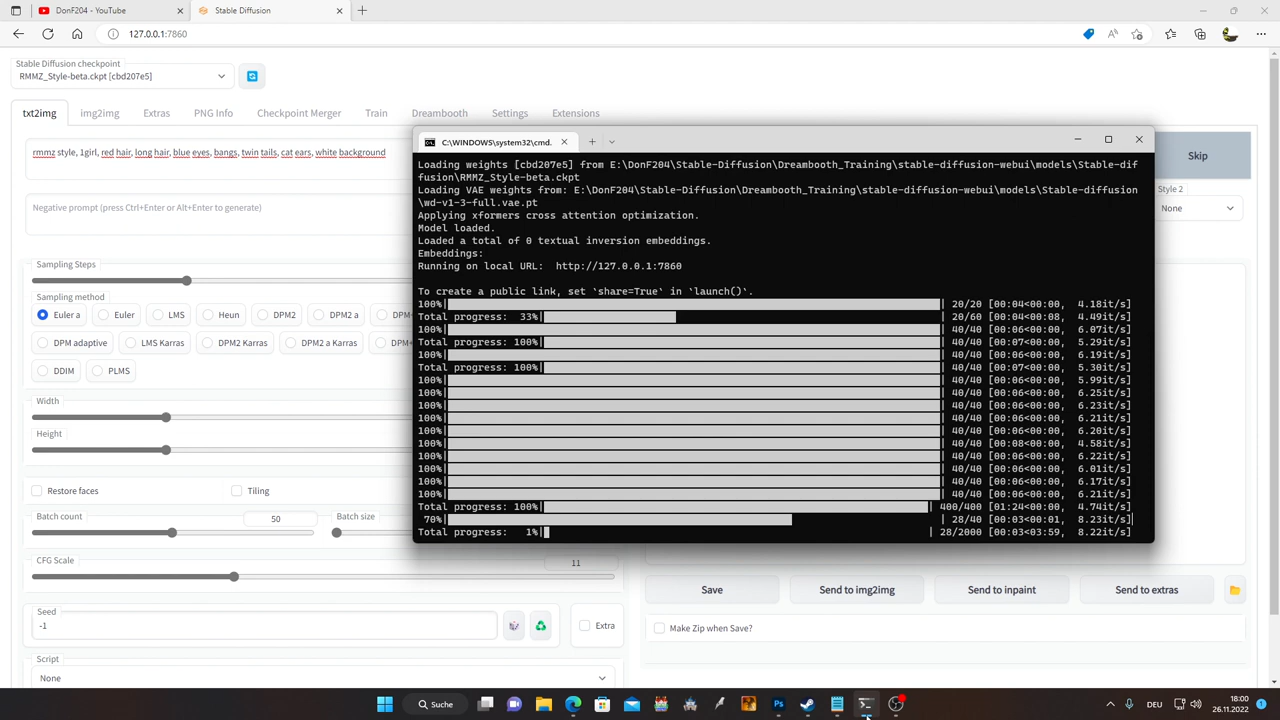 DonF204 - YouTube
Stable Diffusion
127.0.0.1:7860
Stable Diffusion checkpoint
RMMZ_Style-beta.ckpt [cbd207e5]
txt2img
img2img
Extras
PNG Info
Checkpoint Merger
Train
Dreambooth
Settings
Extensions
rmmz style, 1girl, red hair, long hair, blue eyes, bangs, twin tails, cat ears, white background
Negative prompt (press Ctrl+Enter or Alt+Enter to generate)
Skip
Style 2
None
Sampling Steps
Sampling method
Euler a
Euler
LMS
Heun
DPM2
DPM2 a
DPM+
DPM adaptive
LMS Karras
DPM2 Karras
DPM2 a Karras
DPM+
DDIM
PLMS
Width
Height
Restore faces
Tiling
Batch count
50
Batch size
CFG Scale
11
Seed
-1
Extra
Script
None
C:\WINDOWS\system32\cmd.
Loading weights [cbd207e5] from E:\DonF204\Stable-Diffusion\Dreambooth_Training\stable-diffusion-webui\models\Stable-dif
fusion\RMMZ_Style-beta.ckpt
Loading VAE weights from: E:\DonF204\Stable-Diffusion\Dreambooth_Training\stable-diffusion-webui\models\Stable-diffusion
\wd-v1-3-full.vae.pt
Applying xformers cross attention optimization.
Model loaded.
Loaded a total of 0 textual inversion embeddings.
Embeddings:
Running on local URL:  http://127.0.0.1:7860
To create a public link, set `share=True` in `launch()`.
100%| | 20/20 [00:04<00:00,  4.18it/s]
Total progress:  33%| | 20/60 [00:04<00:08,  4.49it/s]
100%| | 40/40 [00:06<00:00,  6.07it/s]
Total progress: 100%| | 40/40 [00:07<00:00,  5.29it/s]
100%| | 40/40 [00:06<00:00,  6.19it/s]
Total progress: 100%| | 40/40 [00:07<00:00,  5.30it/s]
100%| | 40/40 [00:06<00:00,  5.99it/s]
100%| | 40/40 [00:06<00:00,  6.25it/s]
100%| | 40/40 [00:06<00:00,  6.23it/s]
100%| | 40/40 [00:06<00:00,  6.21it/s]
100%| | 40/40 [00:06<00:00,  6.20it/s]
100%| | 40/40 [00:08<00:00,  4.58it/s]
100%| | 40/40 [00:06<00:00,  6.22it/s]
100%| | 40/40 [00:06<00:00,  6.01it/s]
100%| | 40/40 [00:06<00:00,  6.17it/s]
100%| | 40/40 [00:06<00:00,  6.21it/s]
Total progress: 100%| | 400/400 [01:24<00:00,  4.74it/s]
70%| | 28/40 [00:03<00:01,  8.23it/s]
Total progress:   1%| | 28/2000 [00:03<03:59,  8.22it/s]
Save
Send to img2img
Send to inpaint
Send to extras
Make Zip when Save?
Suche
DEU
18:00
26.11.2022